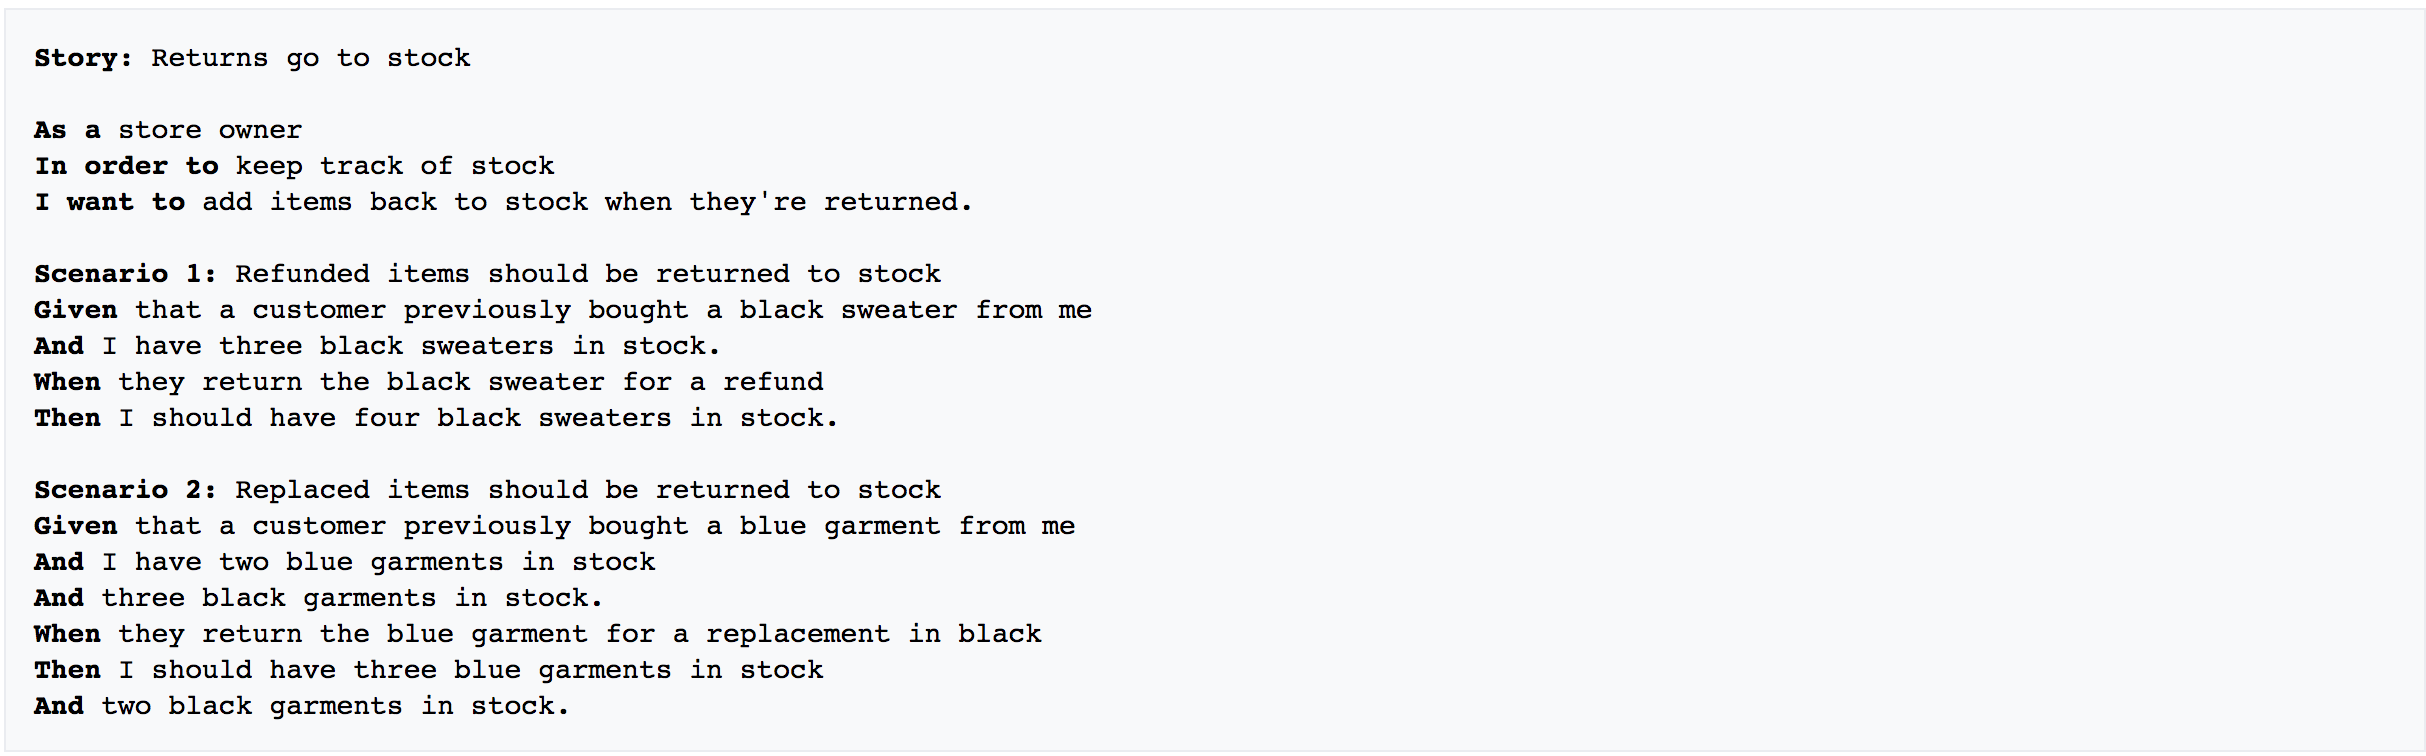 Story: Returns go to stock
As a store owner
In order to keep track of stock
I want to add items back to stock when they're returned.
Scenario 1: Refunded items should be returned to stock
Given that a customer previously bought a black sweater from me
And I have three black sweaters in stock.
When they return the black sweater for a refund
Then I should have four black sweaters in stock.
Scenario 2: Replaced items should be returned to stock
Given that a customer previously bought a blue garment from me
And I have two blue garments in stock
And three black garments in stock.
When they return the blue garment for a replacement in black
Then I should have three blue garments in stock
And two black garments in stock.